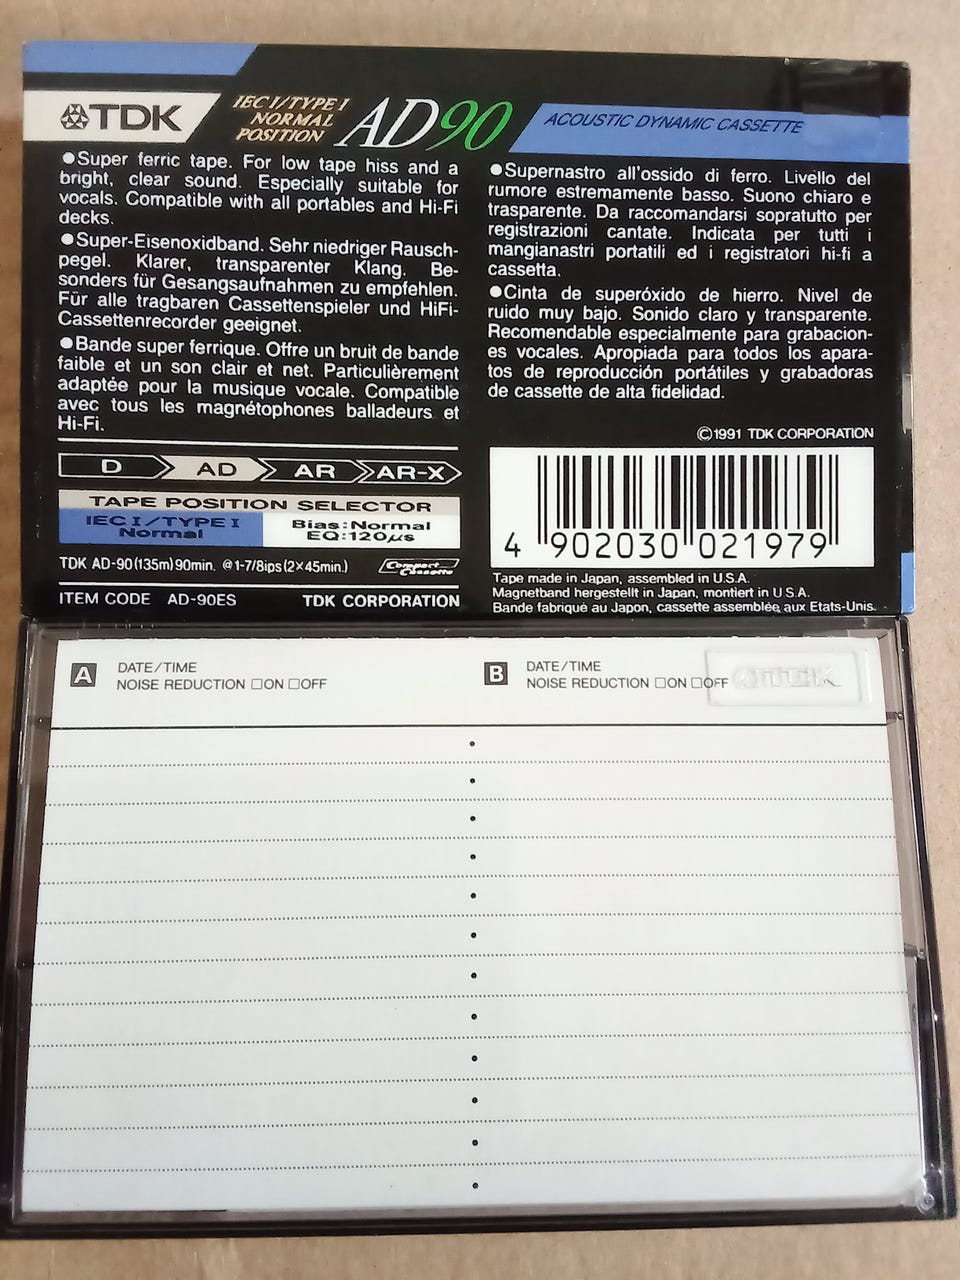 TDK
IEC I/TYPE I
NORMAL
POSITION
AD90
ACOUSTIC DYNAMIC CASSETTE
●Super ferric tape. For low tape hiss and a
bright, clear sound. Especially suitable for
vocals. Compatible with all portables and Hi-Fi
decks.
●Super-Eisenoxidband. Sehr niedriger Rausch-
pegel. Klarer, transparenter Klang. Be-
sonders für Gesangsaufnahmen zu empfehlen.
Für alle tragbaren Cassettenspieler und HiFi-
Cassettenrecorder geeignet.
●Bande super ferrique. Offre un bruit de bande
faible et un son clair et net. Particulièrement
adaptée pour la musique vocale. Compatible
avec tous les magnétophones balladeurs et
Hi-Fi.
●Supernastro all'ossido di ferro. Livello del
rumore estremamente basso. Suono chiaro e
trasparente. Da raccomandarsi sopratutto per
registrazioni cantate. Indicata per tutti i
mangianastri portatili ed i registratori hi-fi a
cassetta.
●Cinta de superóxido de hierro. Nivel de
ruido muy bajo. Sonido claro y transparente.
Recomendable especialmente para grabacion-
es vocales. Apropiada para todos los apara-
tos de reproducción portátiles y grabadoras
de cassette de alta fidelidad.
©1991 TDK CORPORATION
D AD AR AR-X
TAPE POSITION SELECTOR
IEC I/TYPE I
Normal
Bias:Normal
EQ:120µs
TDK AD-90(135m)90min. @1-7/8ips(2×45min.)
Compact
Cassette
ITEM CODE AD-90ES TDK CORPORATION
4 902030 021979
Tape made in Japan, assembled in U.S.A.
Magnetband hergestellt in Japan, montiert in U.S.A.
Bande fabriqué au Japon, cassette assemblée aux Etats-Unis.
A DATE/TIME
NOISE REDUCTION □ON □OFF
B DATE/TIME
NOISE REDUCTION □ON □OFF
TDK